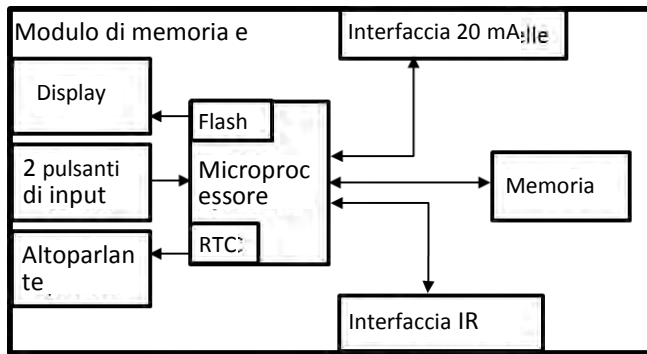 Modulo di memoria e
Interfaccia 20 mA
elle
Display
Flash
2 pulsanti
di input
Microproc
essore
Memoria
RTC
Altoparlan
te
Interfaccia IR